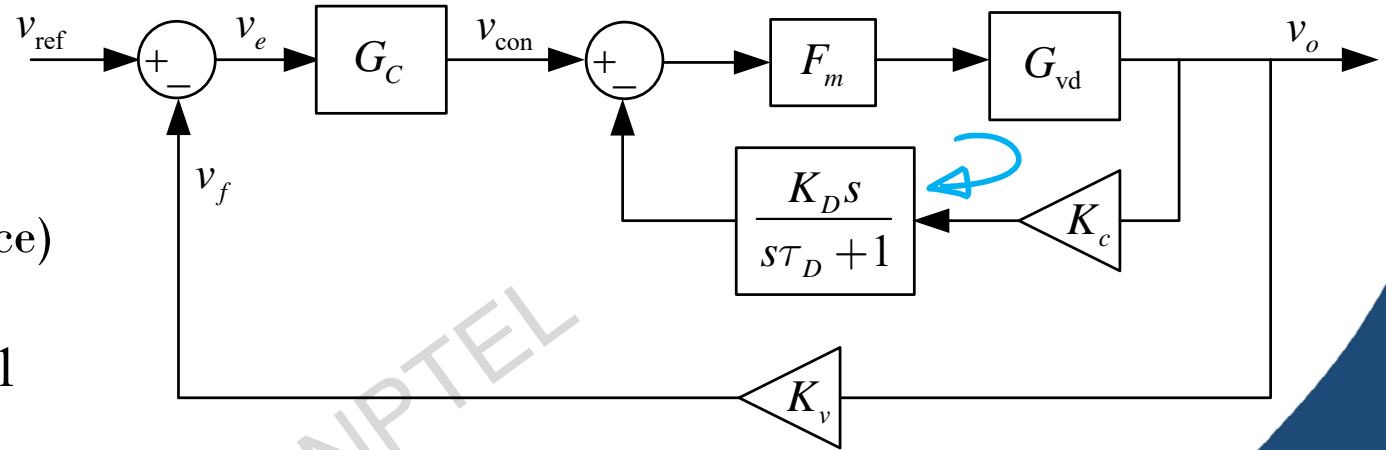 v_ref v_e G_C v_con F_m G_vd v_o
+ − + −
v_f
K_D s
sτ_D +1
K_c
ce)
1
K_v
NPTEL